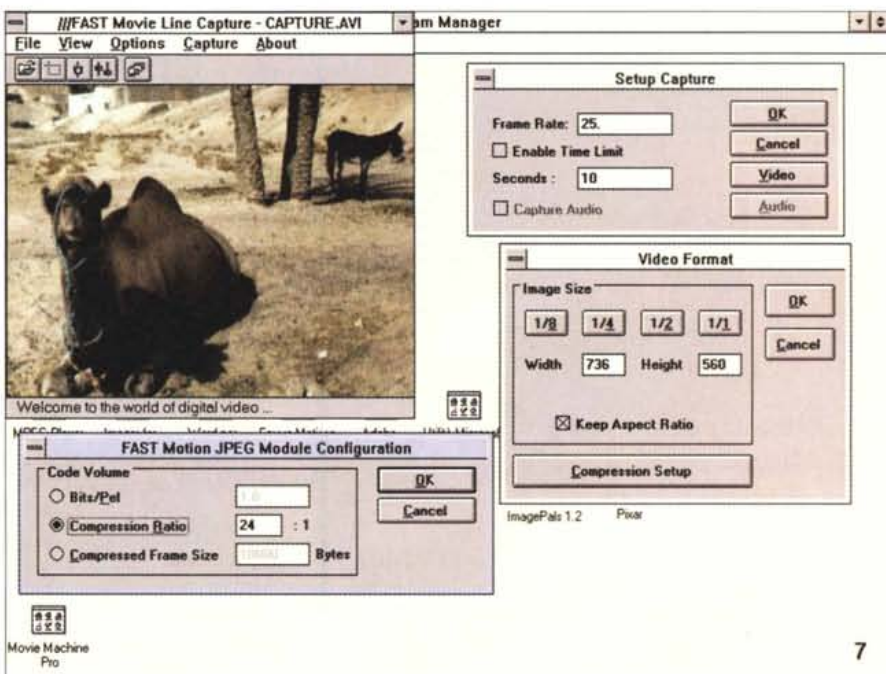 ///FAST Movie Line Capture - CAPTURE.AVI
am Manager
File View Options Capture About
Welcome to the world of digital video ...
Setup Capture
Frame Rate: 25.
Enable Time Limit
Seconds : 10
Capture Audio
OK
Cancel
Video
Audio
Video Format
Image Size
1/8 1/4 1/2 1/1
Width 736 Height 560
Keep Aspect Ratio
OK
Cancel
Compression Setup
ImagePals 1.2 Pixar
FAST Motion JPEG Module Configuration
Code Volume
Bits/Pel 1.0
Compression Ratio 24 : 1
Compressed Frame Size Bytes
OK
Cancel
Movie Machine
Pro
7